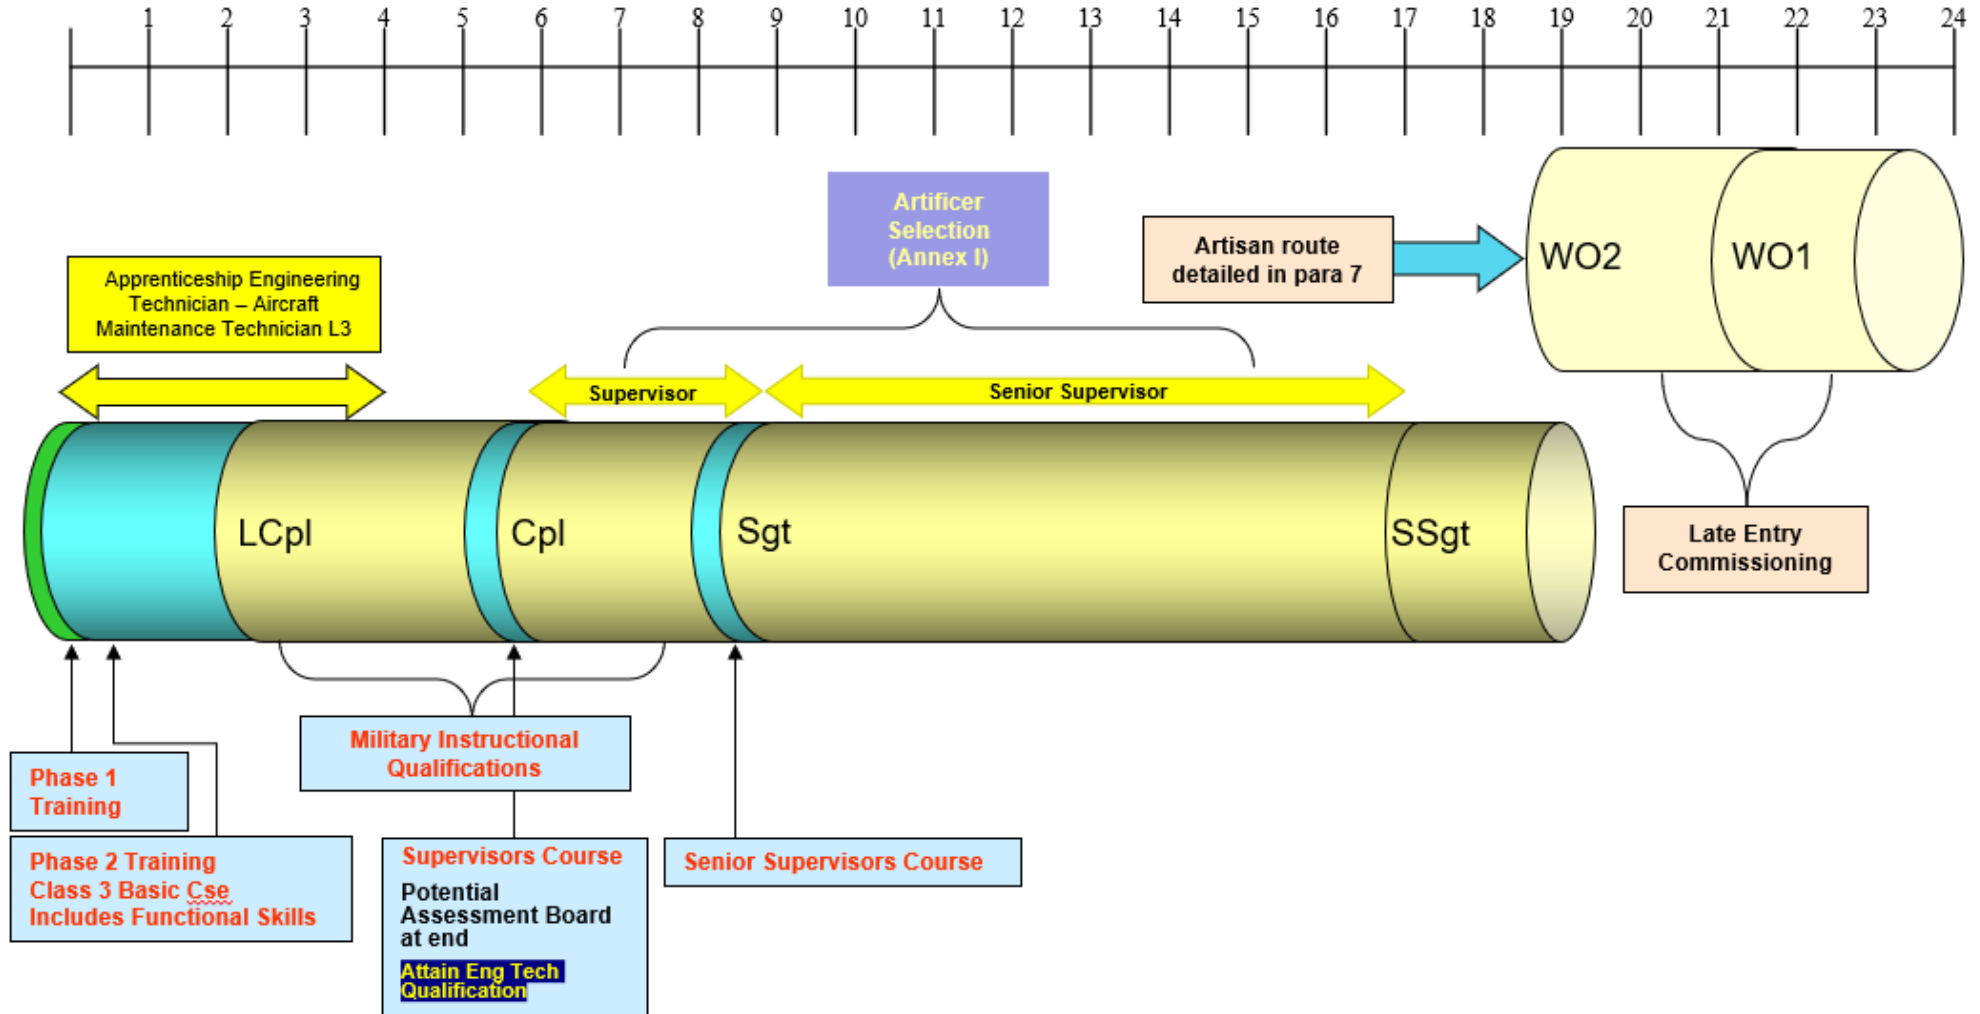 1 2 3 4 5 6 7 8 9 10 11 12 13 14 15 16 17 18 19 20 21 22 23 24
Artificer
Selection
(Annex I)
Artisan route
detailed in para 7
WO2
WO1
Apprenticeship Engineering
Technician – Aircraft
Maintenance Technician L3
Supervisor
Senior Supervisor
LCpl
Cpl
Sgt
SSgt
Late Entry
Commissioning
Military Instructional
Qualifications
Phase 1
Training
Phase 2 Training
Class 3 Basic Cse
Includes Functional Skills
Supervisors Course
Potential
Assessment Board
at end
Attain Eng Tech
Qualification
Senior Supervisors Course